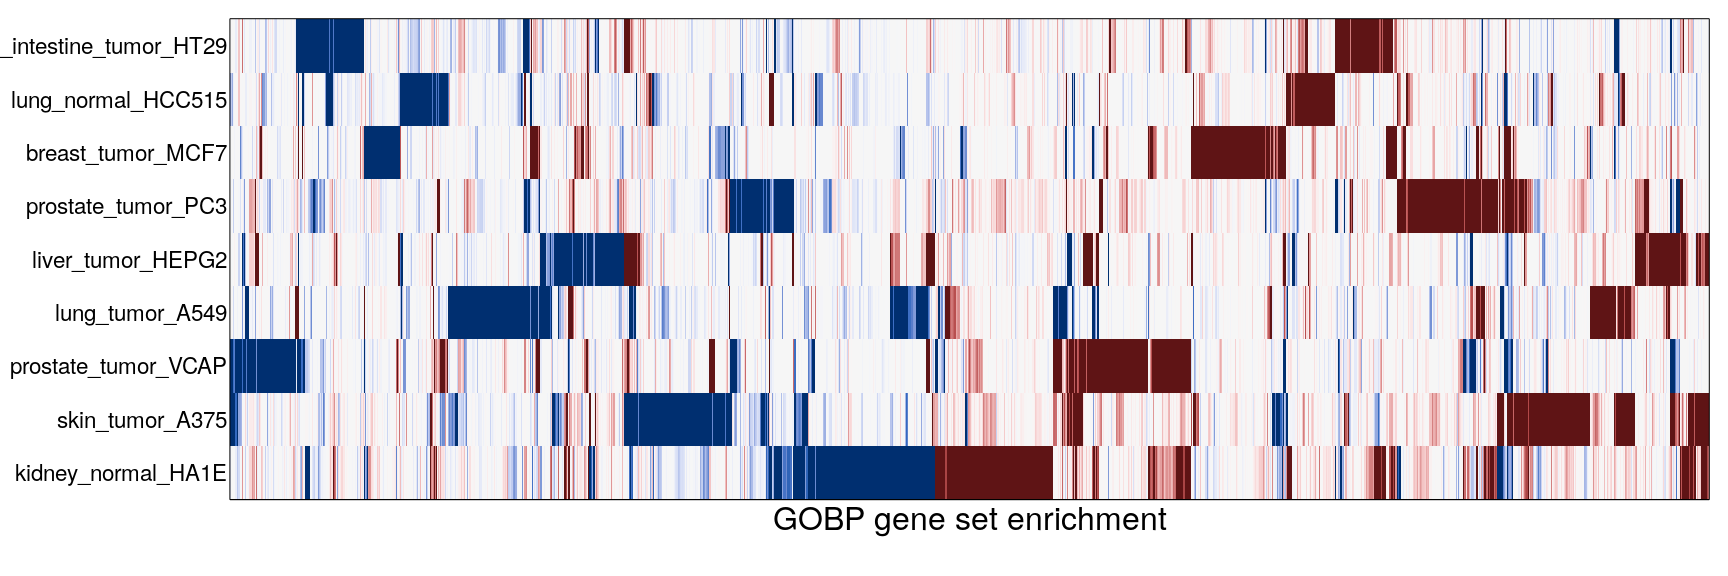 _intestine_tumor_HT29
lung_normal_HCC515
breast_tumor_MCF7
prostate_tumor_PC3
liver_tumor_HEPG2
lung_tumor_A549
prostate_tumor_VCAP
skin_tumor_A375
kidney_normal_HA1E
GOBP gene set enrichment